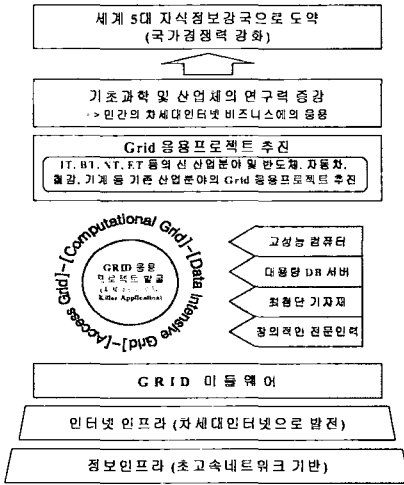 세계 5대 지식정보강국으로 도약
(국가경쟁력 강화)
기초과학 및 산업체의 연구력 증강
-> 민간의 차세대인터넷 비즈니스에의 응용
Grid 응용프로젝트 추진
IT, BT, NT, ET 등의 신 산업분야 및 반도체, 자동차,
철강, 기계 등 기존 산업분야의 Grid 응용프로젝트 추진
[Access Grid]-[Computational Grid]-[Data Intensive Grid]-
GRID 응용
프로젝트 발굴
Killer Application)
고성능 컴퓨터
대용량 DB 서버
최첨단 기자재
창의적인 전문인력
GRID 미들웨어
인터넷 인프라 (차세대인터넷으로 발전)
정보인프라 (초고속네트워크 기반)